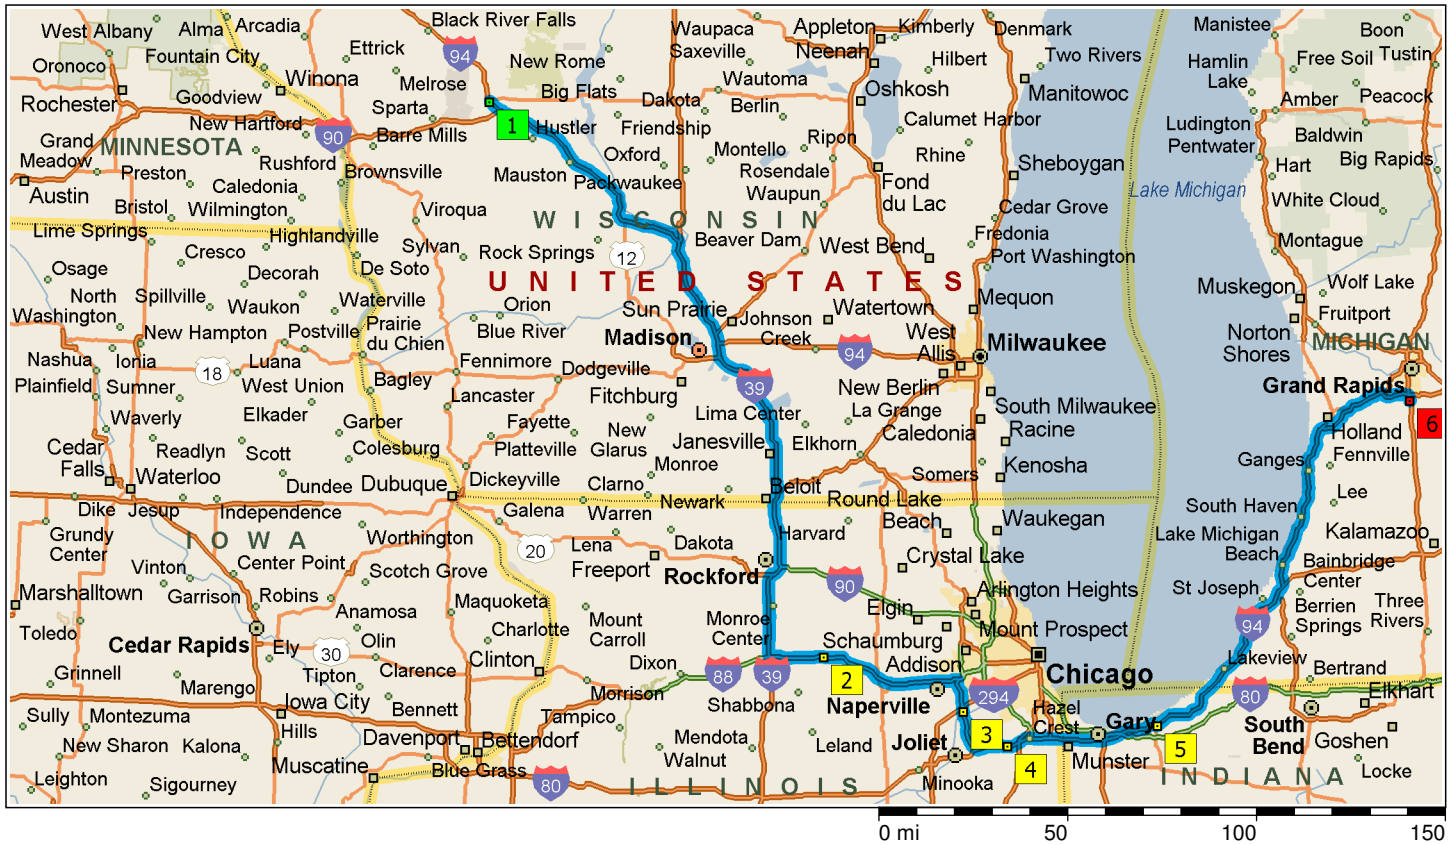 West Albany
Alma
Arcadia
Black River Falls
Waupaca
Appleton
Kimberly
Denmark
Manistee
Boon
Fountain City
Ettrick
94
New Rome
Saxeville
Neenah
Hilbert
Two Rivers
Hamlin
Lake
Free Soil
Tustin
Oronoco
Winona
Melrose
Big Flats
Wautoma
Oshkosh
Manitowoc
Amber
Peacock
Rochester
Goodview
Sparta
Dakota
Berlin
Calumet Harbor
Ludington
New Hartford
90
Barre Mills
1
Hustler
Friendship
Ripon
Pentwater
Baldwin
Grand
Meadow
MINNESOTA
Rushford
Oxford
Montello
Rhine
Sheboygan
Hart
Big Rapids
Preston
Brownsville
Mauston
Packwaukee
Rosendale
Fond
du Lac
Lake Michigan
White Cloud
Austin
Caledonia
Waupun
Bristol
Wilmington
Viroqua
WISCONSIN
Cedar Grove
Lime Springs
Highlandville
Sylvan
Rock Springs
12
Beaver Dam
West Bend
Fredonia
Montague
Cresco
Port Washington
Osage
Decorah
De Soto
UNITED STATES
Muskegon
Wolf Lake
North
Washington
Spillville
Waukon
Waterville
Orion
Sun Prairie
Johnson
Creek
Watertown
Mequon
Fruitport
New Hampton
Postville
Prairie
du Chien
Blue River
Madison
94
West
Allis
Milwaukee
Norton
Shores
MICHIGAN
Nashua
Ionia
18
Luana
Fennimore
Dodgeville
39
Plainfield
Sumner
West Union
Bagley
Fitchburg
New Berlin
Grand Rapids
Waverly
Elkader
Lancaster
Lima Center
La Grange
South Milwaukee
6
Garber
Fayette
New
Glarus
Janesville
Elkhorn
Caledonia
Racine
Holland
Cedar
Falls
Readlyn
Scott
Colesburg
Platteville
Monroe
Ganges
Fennville
Waterloo
Dundee
Dubuque
Dickeyville
Clarno
Beloit
Somers
Kenosha
Lee
Dike
Jesup
Independence
Galena
Warren
Newark
Round Lake
Beach
Waukegan
South Haven
Grundy
Center
IOWA
Worthington
20
Lena
Dakota
Harvard
Lake Michigan
Beach
Kalamazoo
Vinton
Center Point
Scotch Grove
Freeport
Rockford
90
Crystal Lake
Bainbridge
Center
Marshalltown
Garrison
Robins
Anamosa
Maquoketa
Mount
Carroll
Monroe
Center
Elgin
Arlington Heights
St Joseph
Berrien
Springs
Three
Rivers
Toledo
Cedar Rapids
Ely
Olin
Charlotte
Schaumburg
Mount Prospect
94
Grinnell
30
Tipton
Clarence
Clinton
Dixon
88
39
2
Addison
Chicago
Lakeview
Bertrand
Marengo
Iowa City
Morrison
Shabbona
Naperville
294
Hazel
Crest
80
Elkhart
Sully
Montezuma
Hills
Bennett
Tampico
3
Gary
South
Bend
New Sharon
Kalona
Davenport
Bettendorf
Mendota
Leland
Joliet
4
Munster
5
Goshen
Muscatine
Blue Grass
Walnut
Leighton
Sigourney
80
ILLINOIS
Minooka
INDIANA
Locke
0 mi
50
100
150